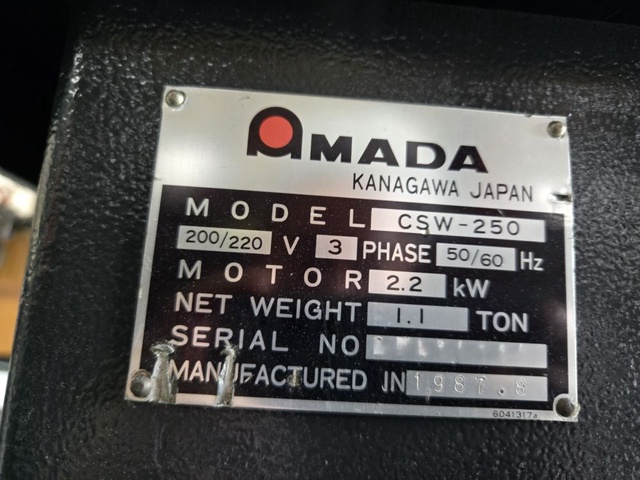 AMADA
KANAGAWA JAPAN
MODEL CSW-250
200/220 V 3 PHASE 50/60 Hz
MOTOR 2.2 kW
NET WEIGHT 1.1 TON
SERIAL NO
MANUFACTURED IN 1987.8
6041317a